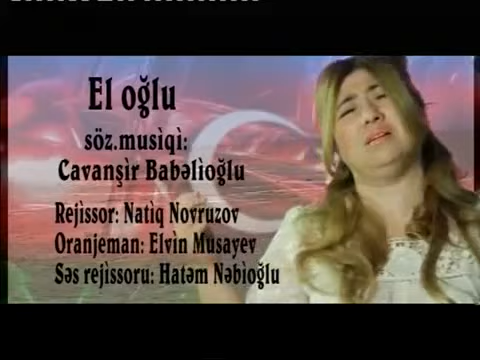 El oğlu
söz.musiqi:
Cavanşir Babəlioğlu
Rejissor: Natiq Novruzov
Oranjeman: Elvin Musayev
Səs rejissoru: Hatəm Nəbioğlu